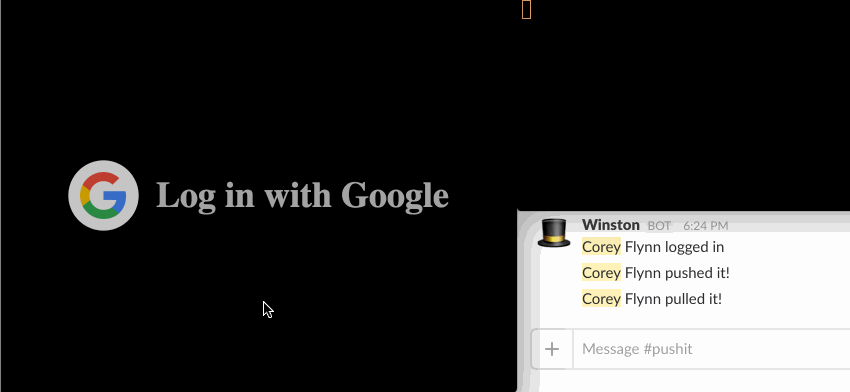 Log in with Google
Winston BOT 6:24 PM
Corey Flynn logged in
Corey Flynn pushed it!
Corey Flynn pulled it!
Message #pushit